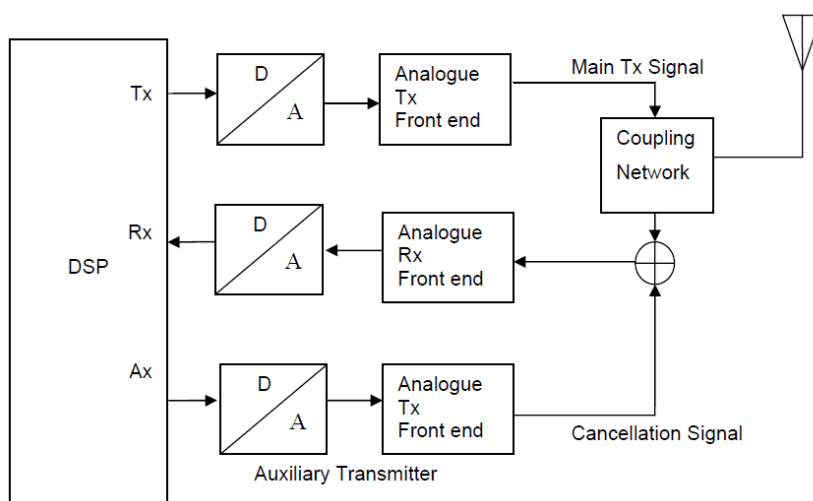 Tx
D
A
Analogue
Tx
Front end
Main Tx Signal
Coupling
Network
DSP
Rx
D
A
Analogue
Rx
Front end
Ax
D
A
Analogue
Tx
Front end
Auxiliary Transmitter
Cancellation Signal